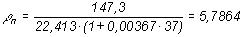 ρₙ = 147,3 / 22,413·(1+0,00367·37) = 5,7864